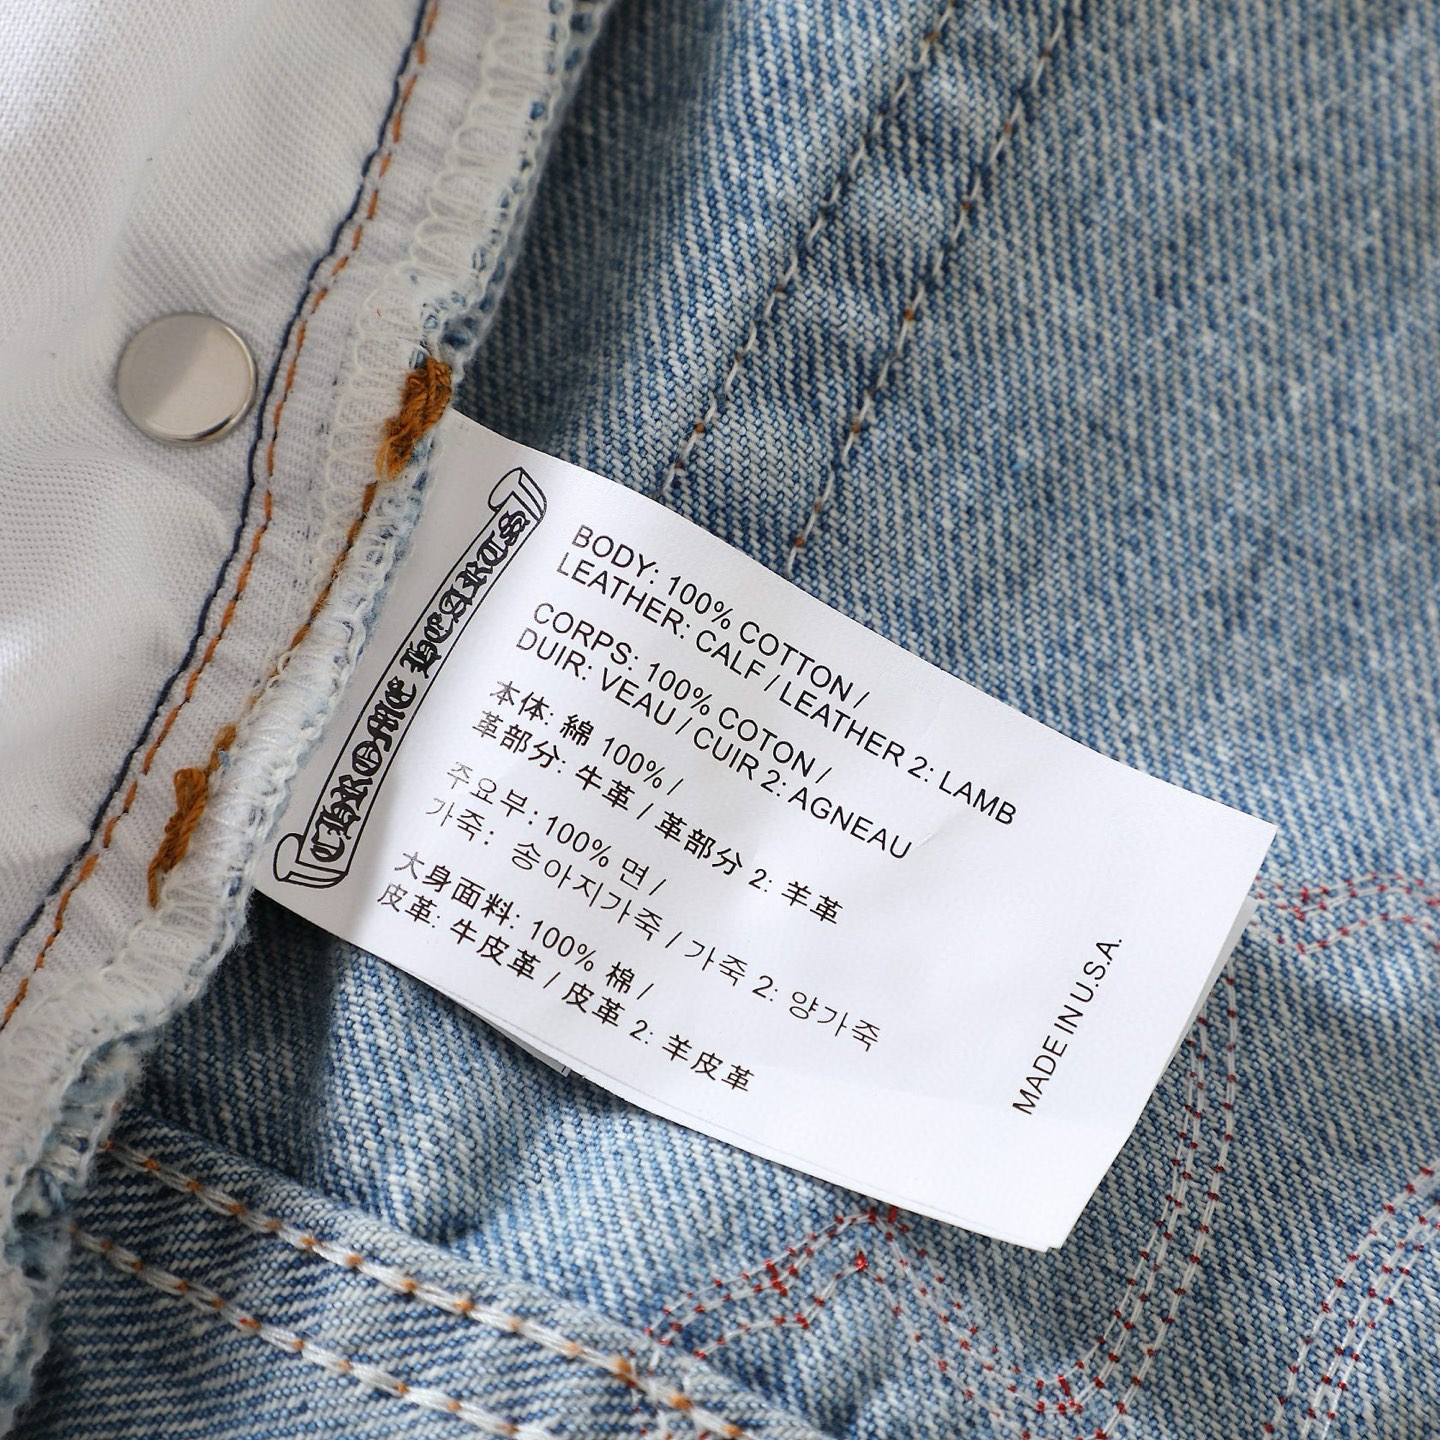 CHROME HEARTS
BODY: 100% COTTON /
LEATHER: CALF / LEATHER 2: LAMB
CORPS: 100% COTON /
DUIR: VEAU / CUIR 2: AGNEAU
本体: 綿 100% /
革部分: 牛革 / 革部分 2: 羊革
주요부: 100% 면 /
가죽: 송아지가죽 / 가죽 2: 양가죽
大身面料: 100% 棉 /
皮革: 牛皮革 / 皮革 2: 羊皮革
MADE IN U.S.A.